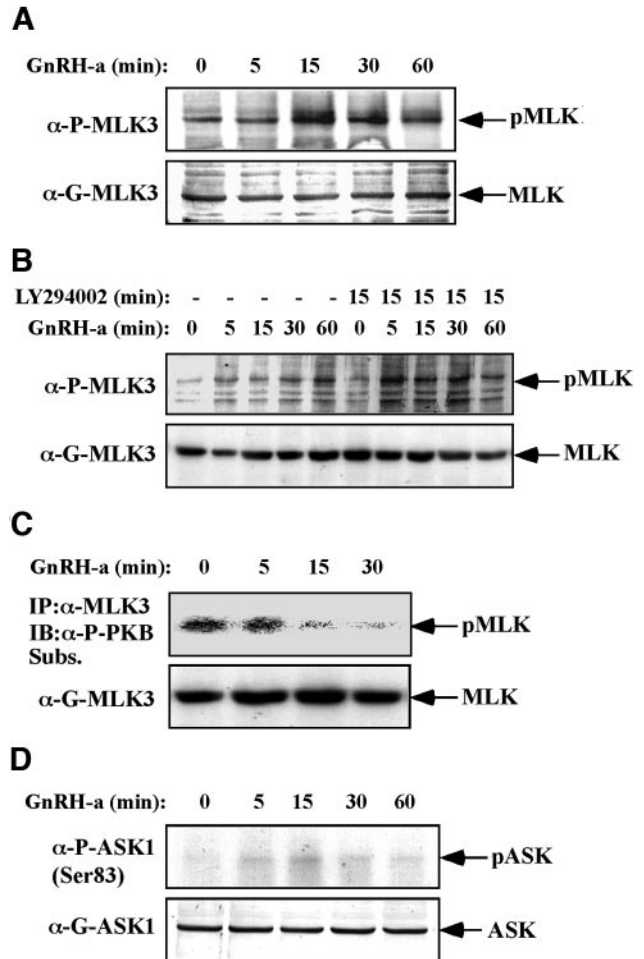 A
GnRH-a (min): 0 5 15 30 60
α-P-MLK3 pMLK
α-G-MLK3 MLK
B
LY294002 (min): - - - - - 15 15 15 15 15
GnRH-a (min): 0 5 15 30 60 0 5 15 30 60
α-P-MLK3 pMLK
α-G-MLK3 MLK
C
GnRH-a (min): 0 5 15 30
IP:α-MLK3
IB:α-P-PKB pMLK
Subs.
α-G-MLK3 MLK
D
GnRH-a (min): 0 5 15 30 60
α-P-ASK1 pASK
(Ser83)
α-G-ASK1 ASK